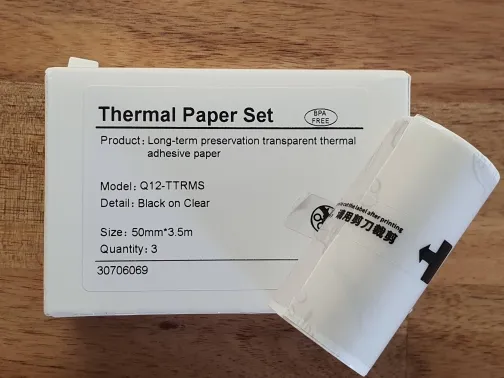 Thermal Paper Set
BPA
FREE
Product: Long-term preservation transparent thermal
adhesive paper
Model: Q12-TTRMS
Detail: Black on Clear
Size: 50mm*3.5m
Quantity: 3
30706069
the label after printing
请用剪刀裁剪